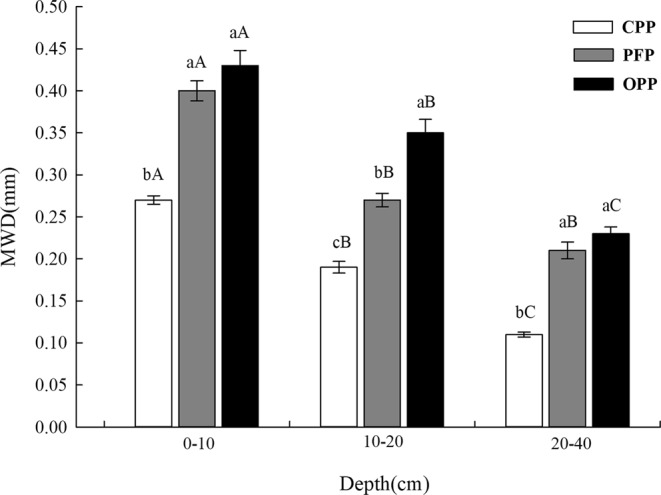 0.50
0.45
0.40
0.35
0.30
0.25
0.20
0.15
0.10
0.05
0.00
MWD(mm)
CPP
PFP
OPP
bA
aA
aA
cB
bB
aB
bC
aB
aC
0-10
10-20
20-40
Depth(cm)